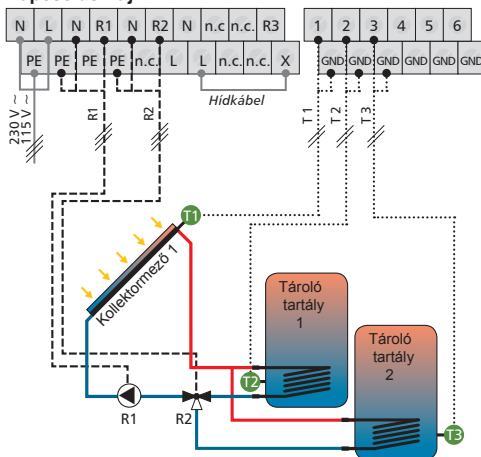 N L N R1 N R2 N n.c. n.c. R3
PE PE PE PE n.c. L L n.c. n.c. X
1 2 3 4 5 6
GND GND GND GND GND GND
230 V ~
115 V ~
R1
R2
Hídkábel
T 1
T 2
T 3
T1
Kollektormező 1
Tároló
tartály
1
T2
Tároló
tartály
2
T3
R1
R2